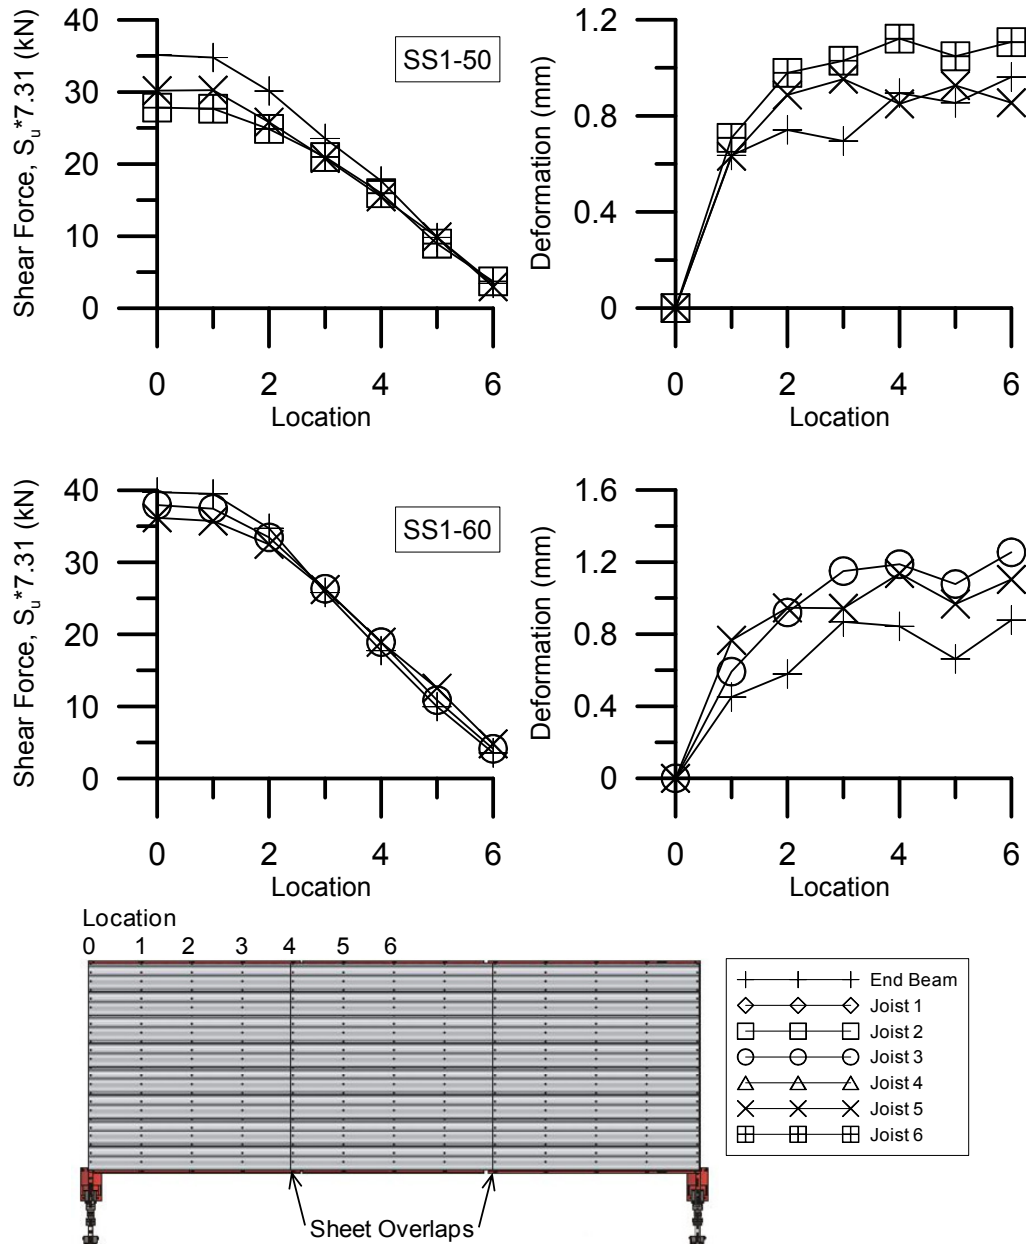 40
30
20
10
0
Shear Force, Su*7.31 (kN)
SS1-50
0 2 4 6
Location
1.2
0.8
0.4
0
Deformation (mm)
0 2 4 6
Location
40
30
20
10
0
Shear Force, Su*7.31 (kN)
SS1-60
0 2 4 6
Location
1.6
1.2
0.8
0.4
0
Deformation (mm)
0 2 4 6
Location
Location
0 1 2 3 4 5 6
Sheet Overlaps
End Beam
Joist 1
Joist 2
Joist 3
Joist 4
Joist 5
Joist 6